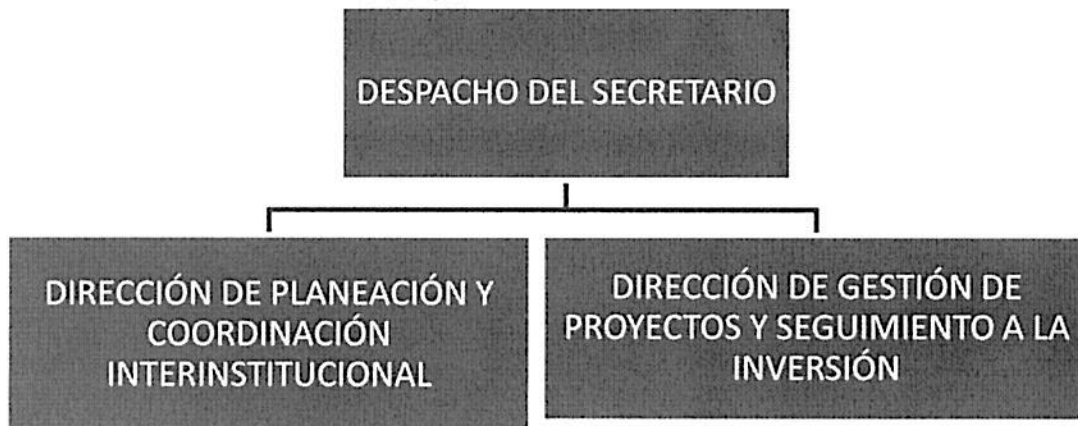 DESPACHO DEL SECRETARIO
DIRECCIÓN DE PLANEACIÓN Y
COORDINACIÓN
INTERINSTITUCIONAL
DIRECCIÓN DE GESTIÓN DE
PROYECTOS Y SEGUIMIENTO A LA
INVERSIÓN